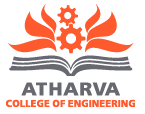 ATHARVA
COLLEGE OF ENGINEERING